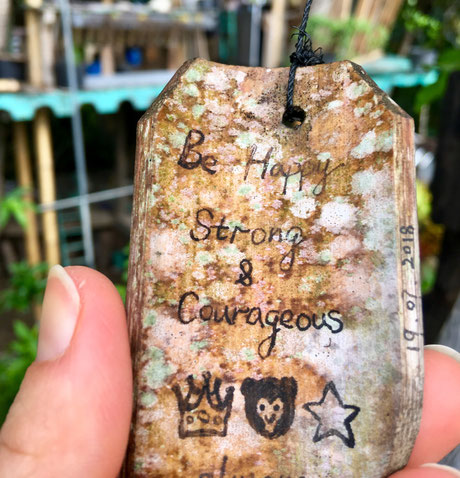 Be Happy
Strong
&
Courageous
19 07 2018